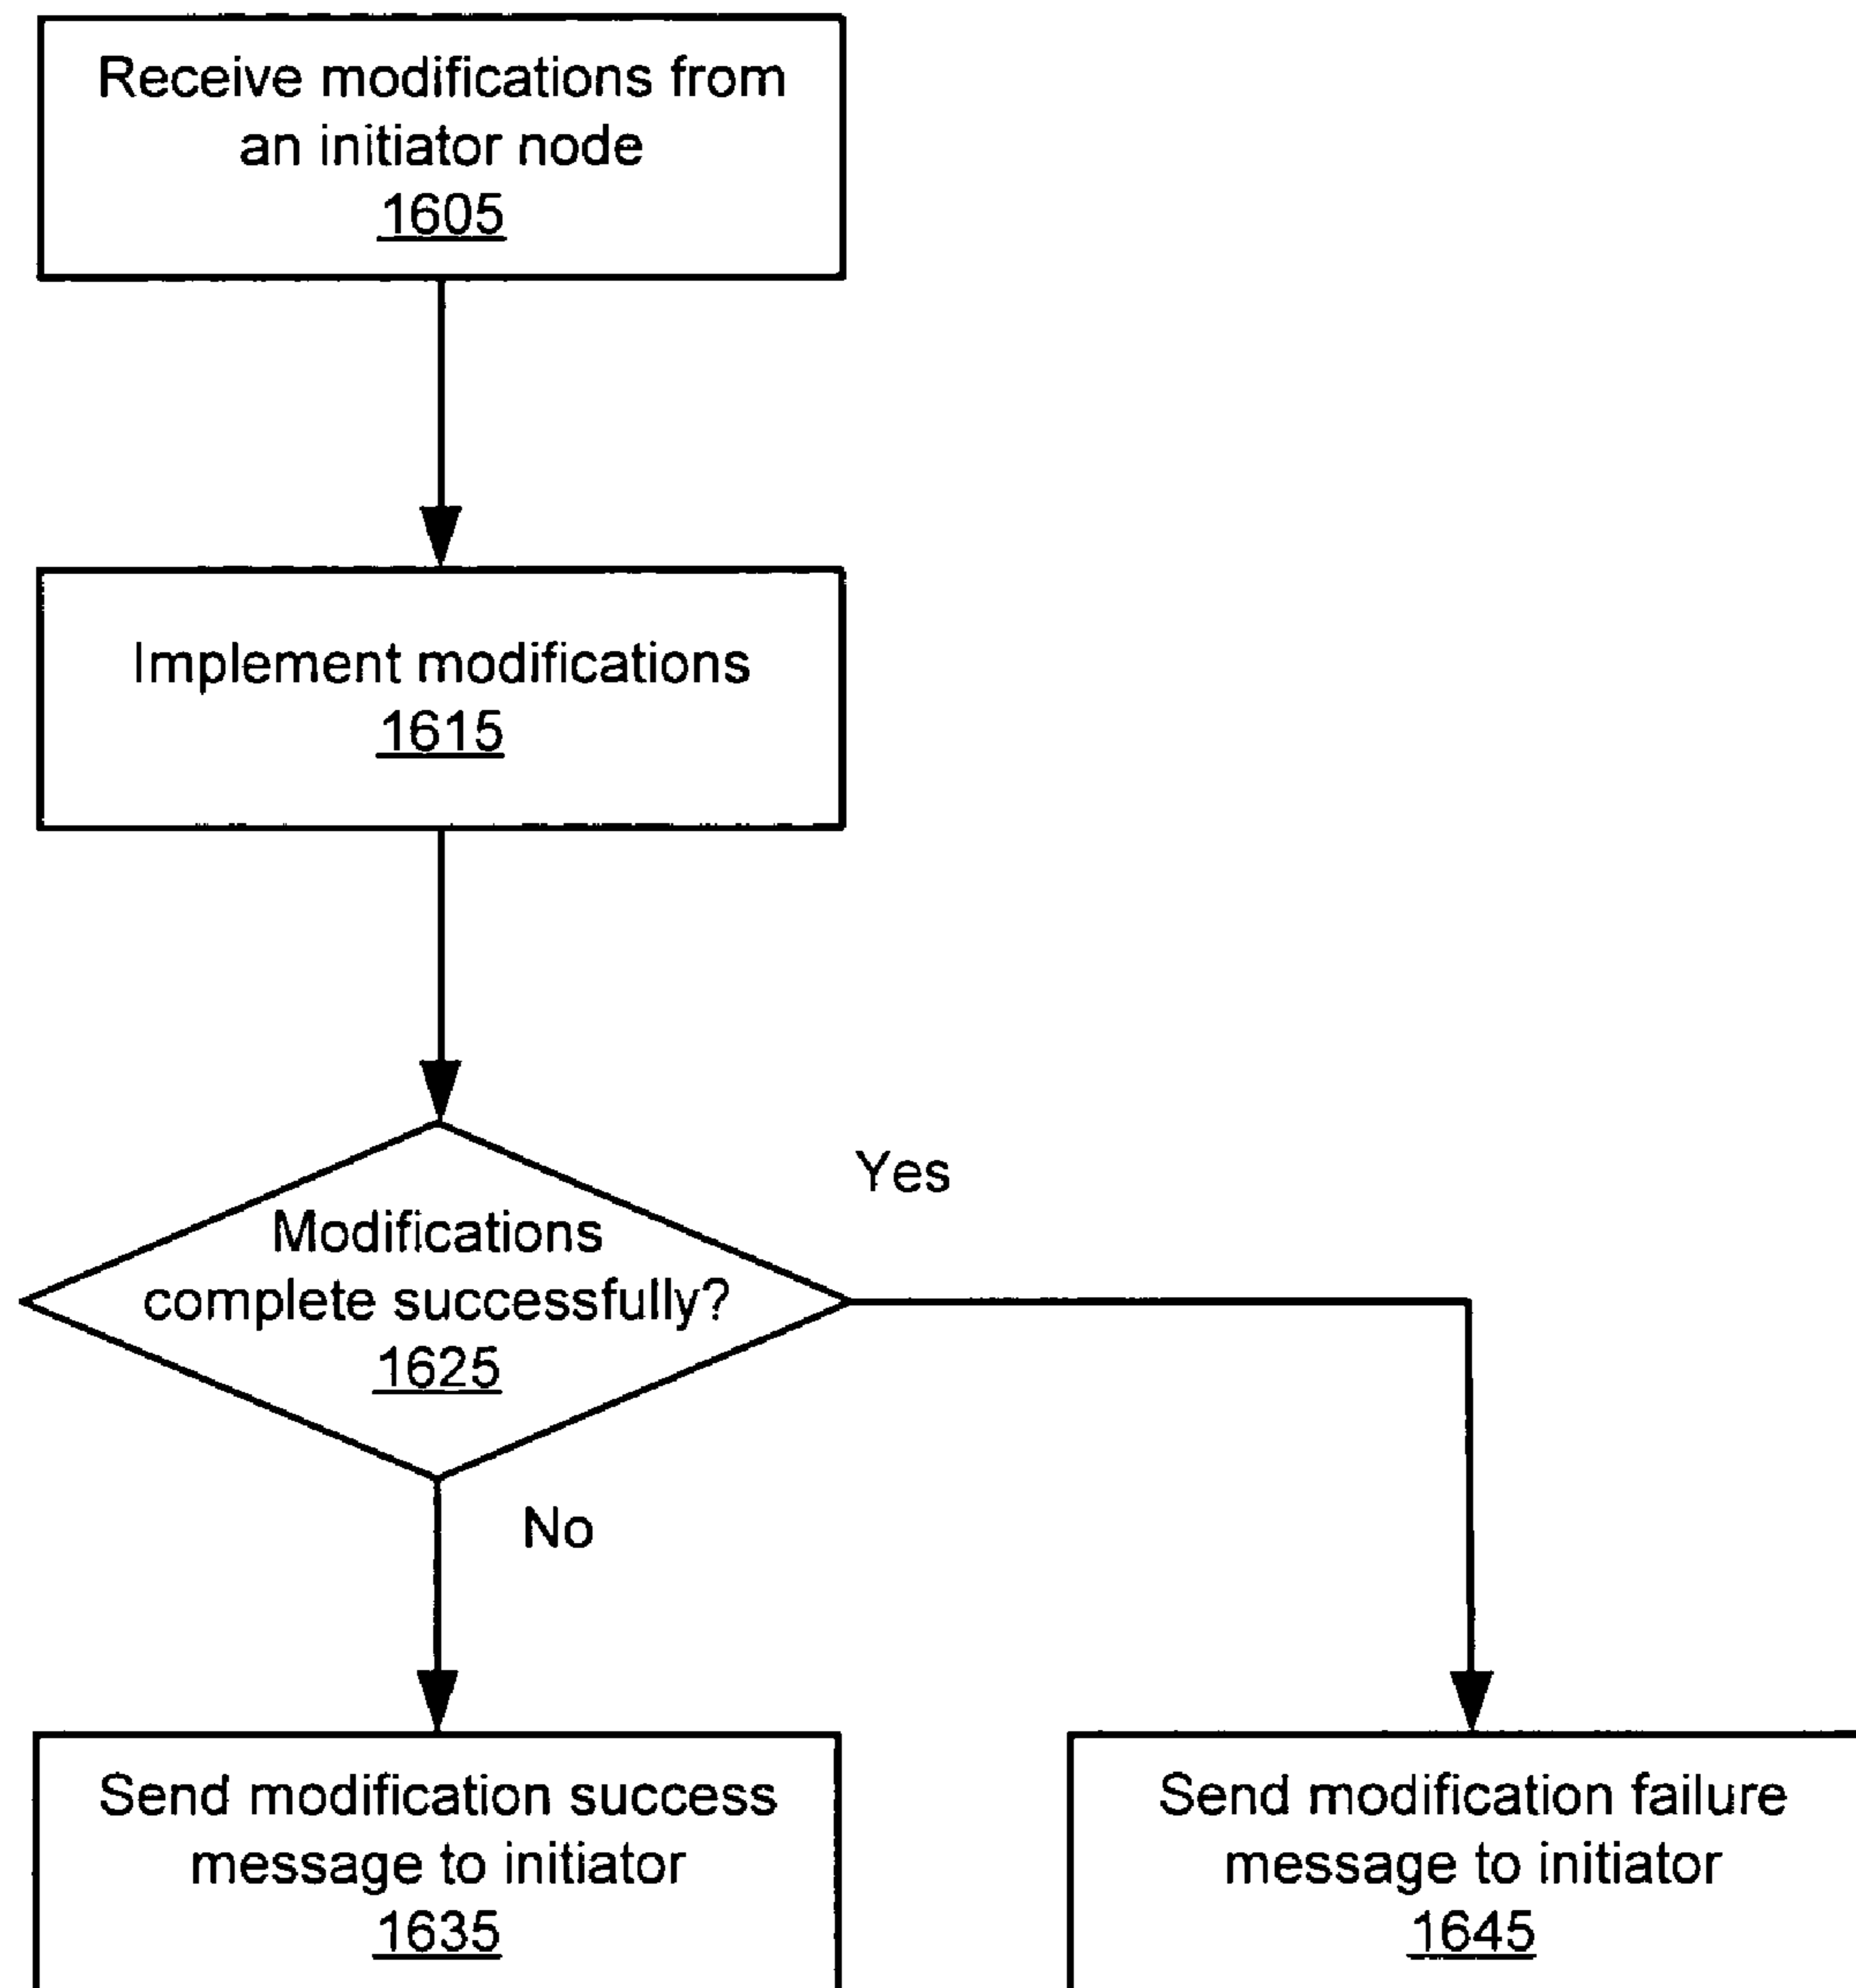 Receive modifications from
an initiator node
1605
Implement modifications
1615
Yes
Modifications
complete successfully?
1625
No
Send modification success
message to initiator
1635
Send modification failure
message to initiator
1645